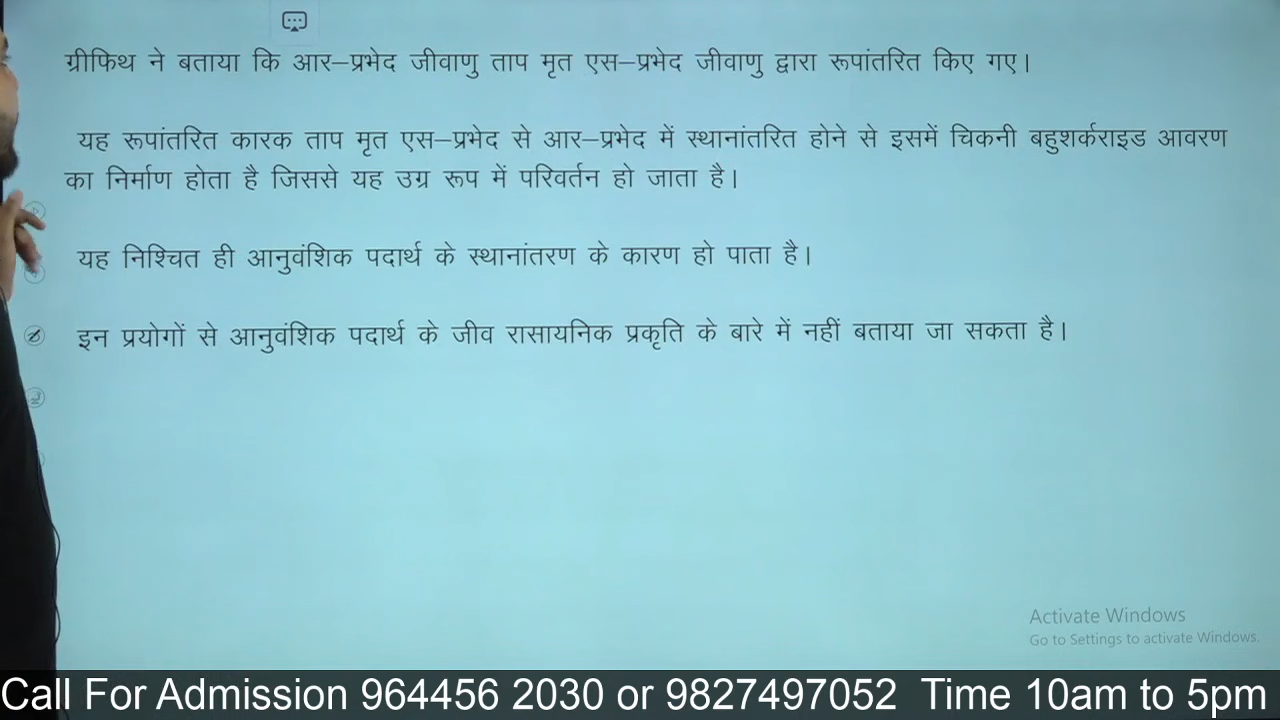 ग्रीफिथ ने बताया कि आर–प्रभेद जीवाणु ताप मृत एस–प्रभेद जीवाणु द्वारा रूपांतरित किए गए।
यह रूपांतरित कारक ताप मृत एस–प्रभेद से आर–प्रभेद में स्थानांतरित होने से इसमें चिकनी बहुशर्कराइड आवरण
का निर्माण होता है जिससे यह उग्र रूप में परिवर्तन हो जाता है।
यह निश्चित ही आनुवंशिक पदार्थ के स्थानांतरण के कारण हो पाता है।
इन प्रयोगों से आनुवंशिक पदार्थ के जीव रासायनिक प्रकृति के बारे में नहीं बताया जा सकता है।
Activate Windows
Go to Settings to activate Windows.
Call For Admission 964456 2030 or 9827497052 Time 10am to 5pm